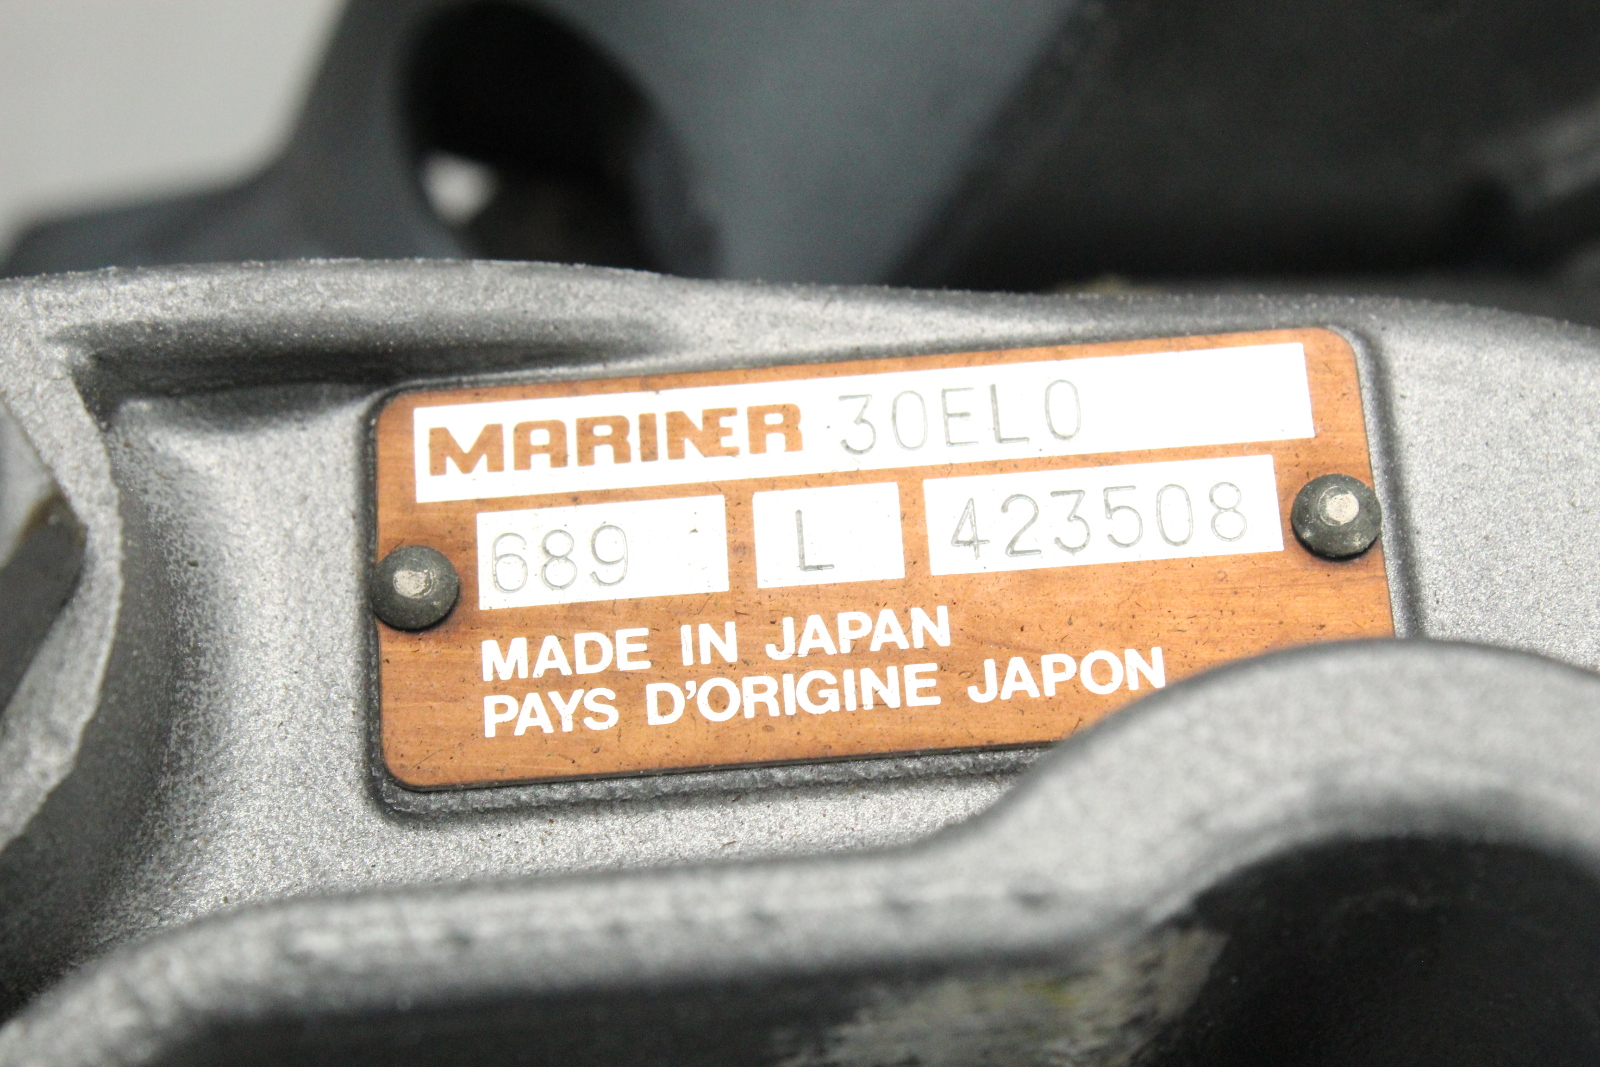 MARINER 30ELO
689 L 423508
MADE IN JAPAN
PAYS D'ORIGINE JAPON